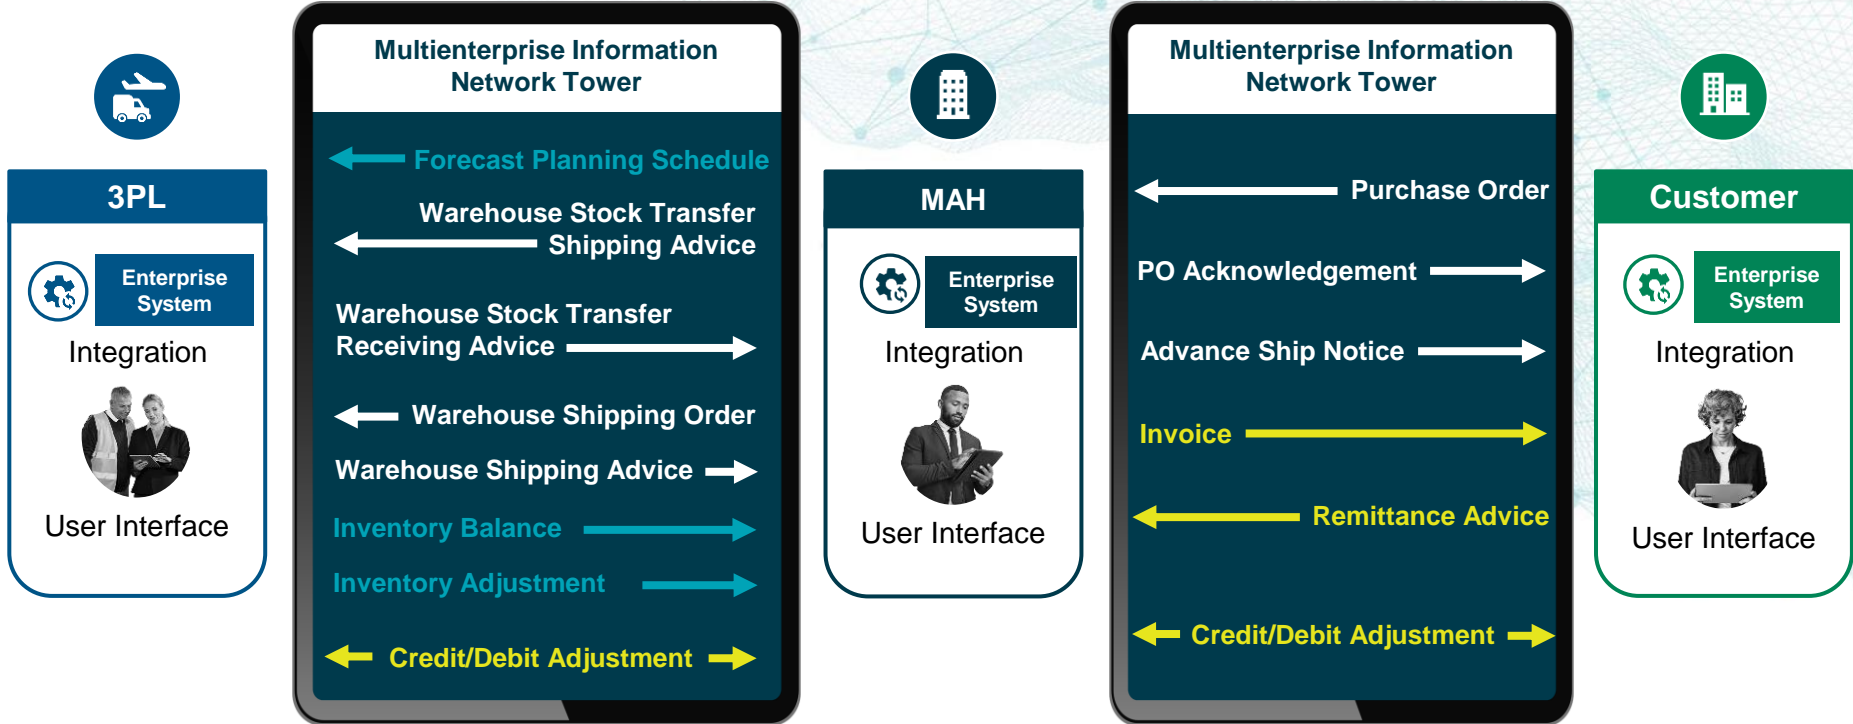 3PL
Enterprise
System
Integration
User Interface
Multienterprise Information
Network Tower
Forecast Planning Schedule
Warehouse Stock Transfer
Shipping Advice
Warehouse Stock Transfer
Receiving Advice
Warehouse Shipping Order
Warehouse Shipping Advice
Inventory Balance
Inventory Adjustment
Credit/Debit Adjustment
MAH
Enterprise
System
Integration
User Interface
Multienterprise Information
Network Tower
Purchase Order
PO Acknowledgement
Advance Ship Notice
Invoice
Remittance Advice
Credit/Debit Adjustment
Customer
Enterprise
System
Integration
User Interface